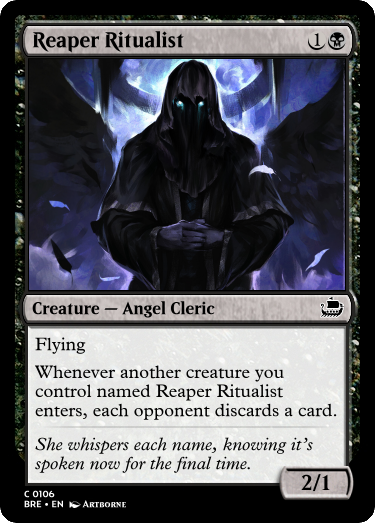 Reaper Ritualist 1
Creature — Angel Cleric
Flying
Whenever another creature you
control named Reaper Ritualist
enters, each opponent discards a card.
She whispers each name, knowing it's
spoken now for the final time.
2/1
C 0106
BRE • EN Artborne